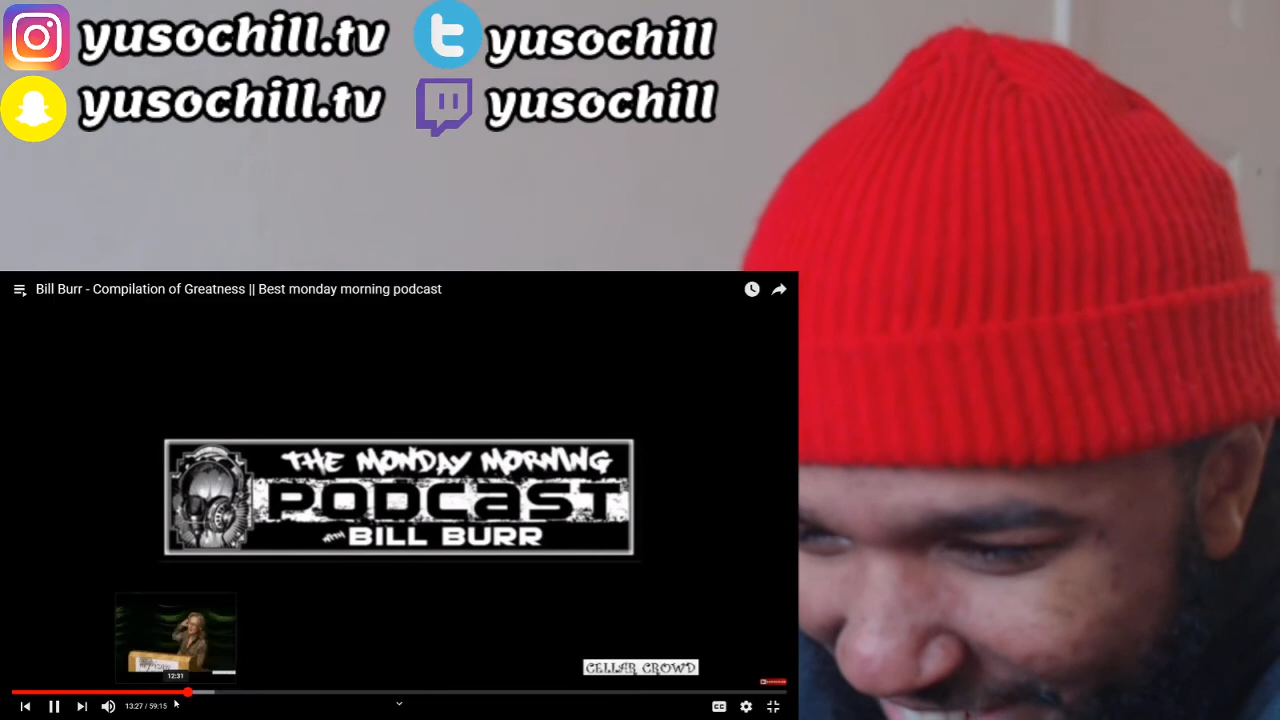 yusochill.tv yusochill
yusochill.tv yusochill
Bill Burr - Compilation of Greatness || Best monday morning podcast
THE MONDAY MORNING
PODCAST
WITH BILL BURR
12:31
CELLAR CROWD
13:27 / 59:15
CC